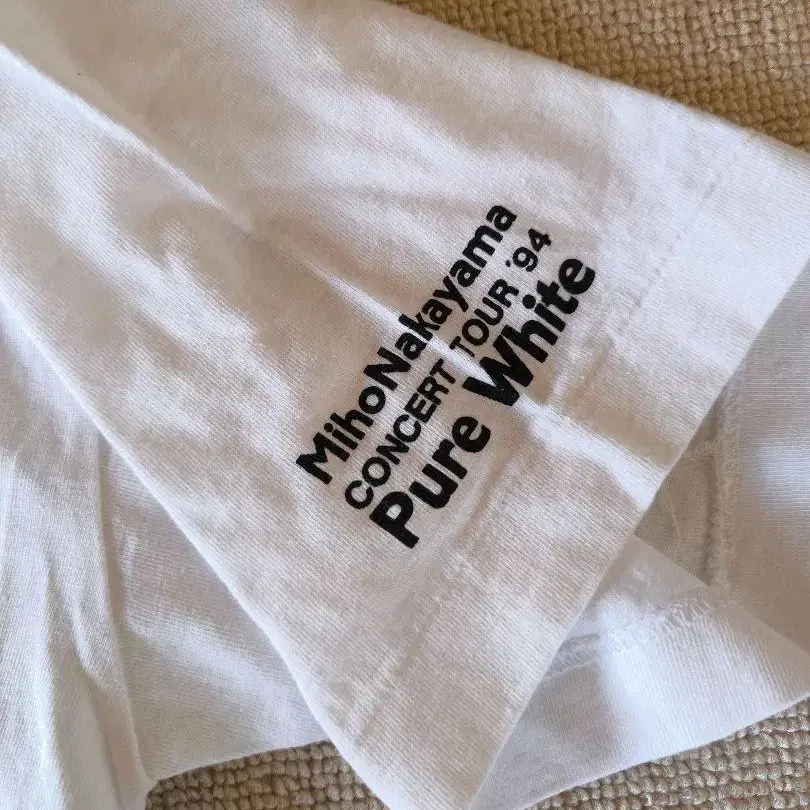 MihoNakayama
CONCERT TOUR '94
Pure White